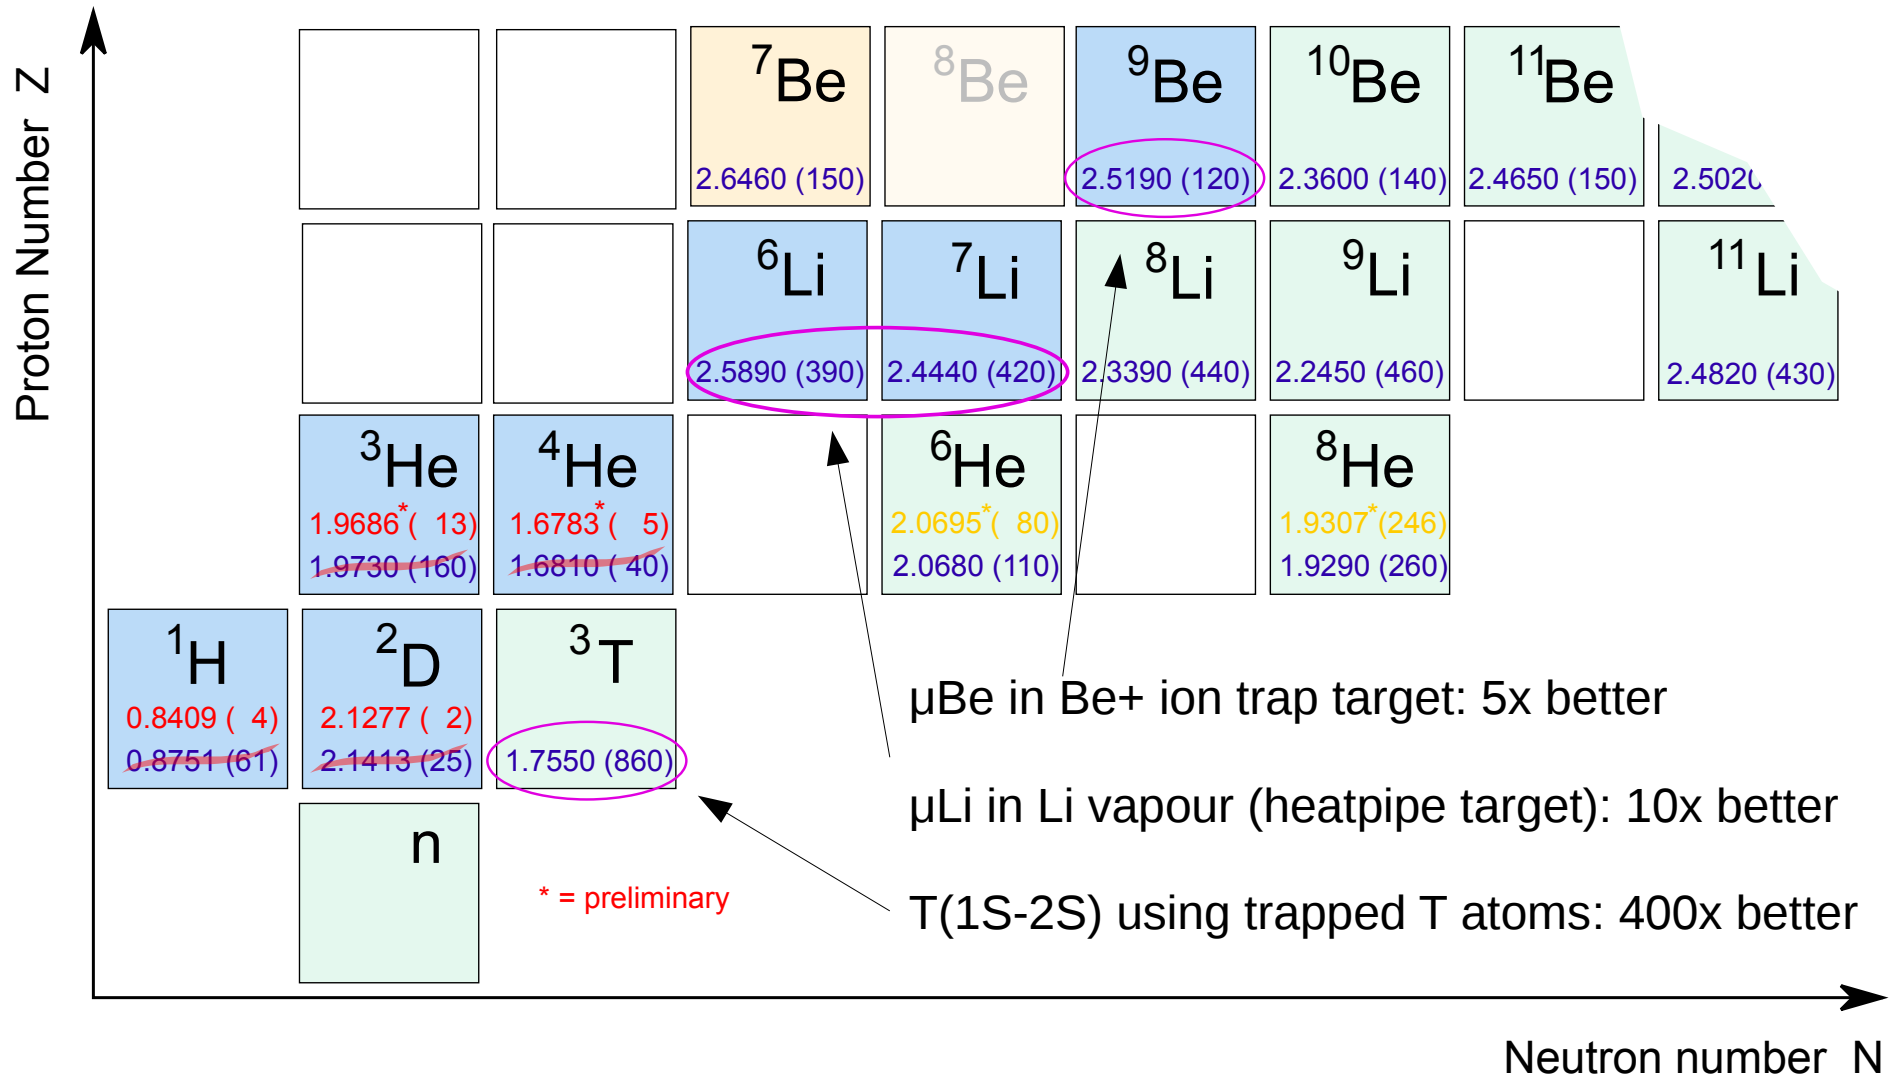 Proton Number Z
7Be
8Be
9Be
10Be
11Be
2.6460 (150)
2.5190 (120)
2.3600 (140)
2.4650 (150)
2.5020
6Li
7Li
8Li
9Li
11Li
2.5890 (390)
2.4440 (420)
2.3390 (440)
2.2450 (460)
2.4820 (430)
3He
4He
6He
8He
1.9686*( 13)
1.6783*( 5)
2.0695*( 80)
1.9307*(246)
1.9730 (160)
1.6810 ( 40)
2.0680 (110)
1.9290 (260)
1H
2D
3T
0.8409 ( 4)
2.1277 ( 2)
0.8751 (61)
2.1413 (25)
1.7550 (860)
n
* = preliminary
μBe in Be+ ion trap target: 5x better
μLi in Li vapour (heatpipe target): 10x better
T(1S-2S) using trapped T atoms: 400x better
Neutron number N